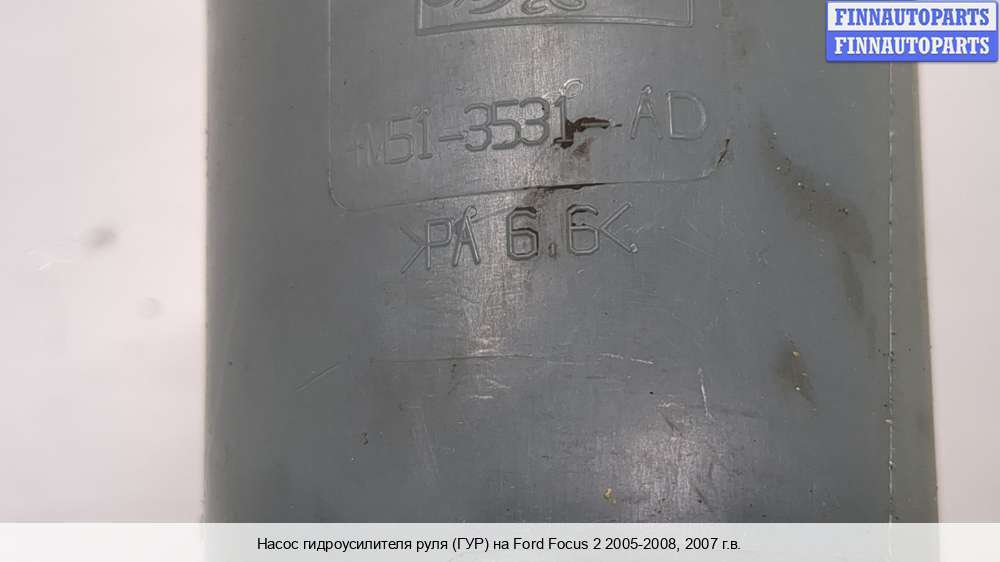 FINNAUTOPARTS
FINNAUTOPARTS
4M51-3531-AD
>PA 6.6<
Насос гидроусилителя руля (ГУР) на Ford Focus 2 2005-2008, 2007 г.в.